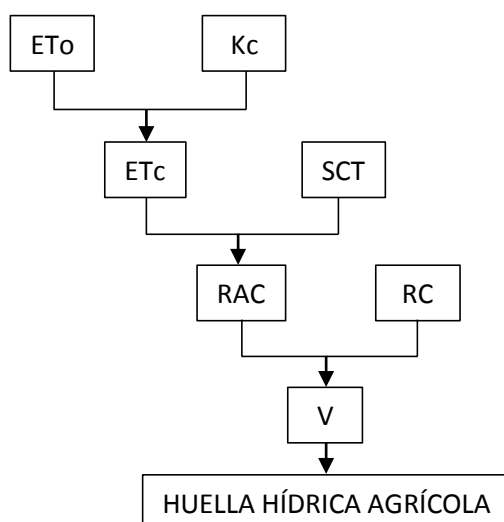 ETo
Kc
ETc
SCT
RAC
RC
V
HUELLA HÍDRICA AGRÍCOLA